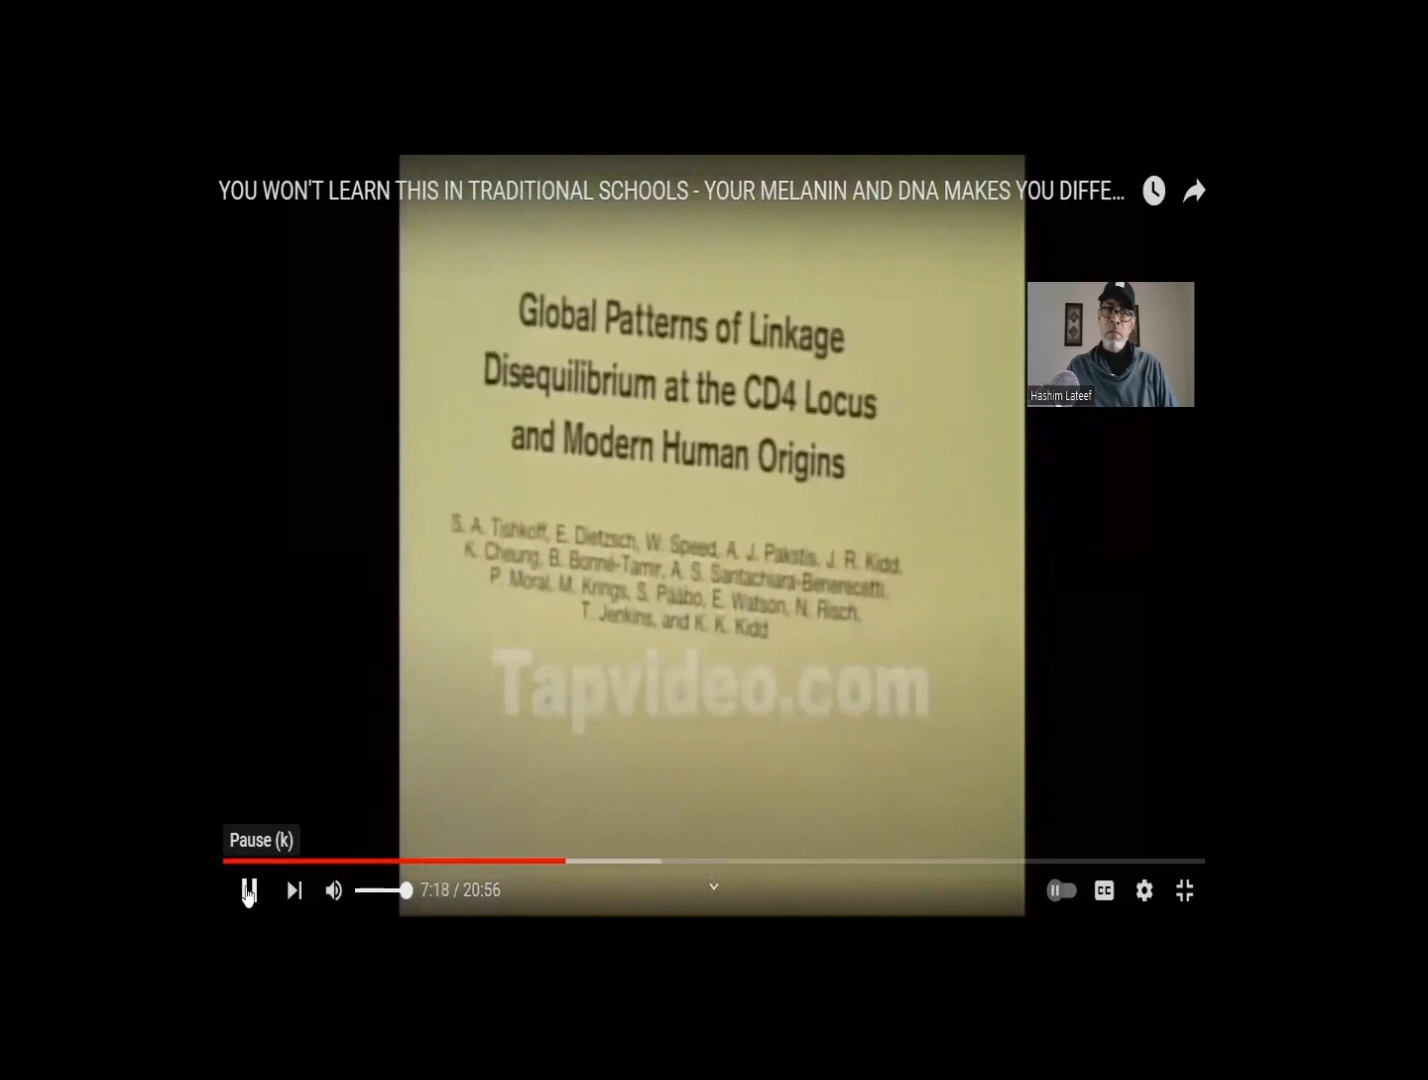 YOU WON'T LEARN THIS IN TRADITIONAL SCHOOLS - YOUR MELANIN AND DNA MAKES YOU DIFFE...
Global Patterns of Linkage
Disequilibrium at the CD4 Locus
and Modern Human Origins
Hashim Lateef
S. A. Tishkoff, E. Dietzsch, W. Speed, A. J. Pakstis, J. R. Kidd,
K. Cheung, B. Bonné-Tamir, A. S. Santachiara-Benerecetti,
P. Moral, M. Krings, S. Pääbo, E. Watson, N. Risch,
T. Jenkins, and K. K. Kidd
Tapvideo.com
Pause (k)
7:18 / 20:56
CC